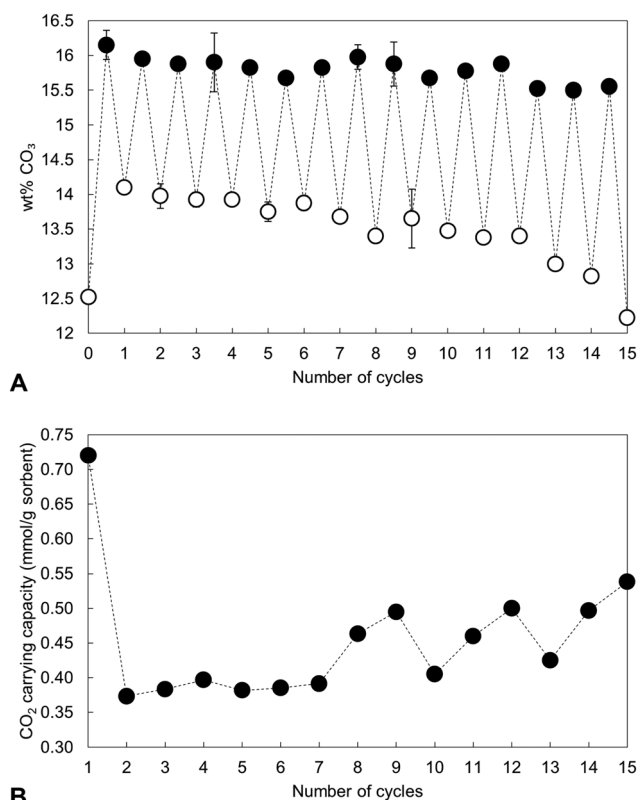 16.5
16
15.5
15
14.5
14
13.5
13
12.5
12
wt% CO₃
0 1 2 3 4 5 6 7 8 9 10 11 12 13 14 15
Number of cycles
A
0.75
0.70
0.65
0.60
0.55
0.50
0.45
0.40
0.35
0.30
CO₂ carrying capacity (mmol/g sorbent)
1 2 3 4 5 6 7 8 9 10 11 12 13 14 15
Number of cycles
B